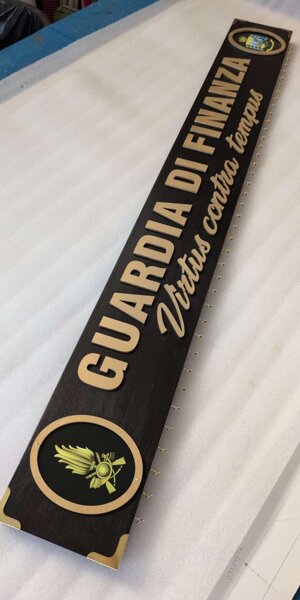 GUARDIA DI FINANZA
Virtus contra tempus